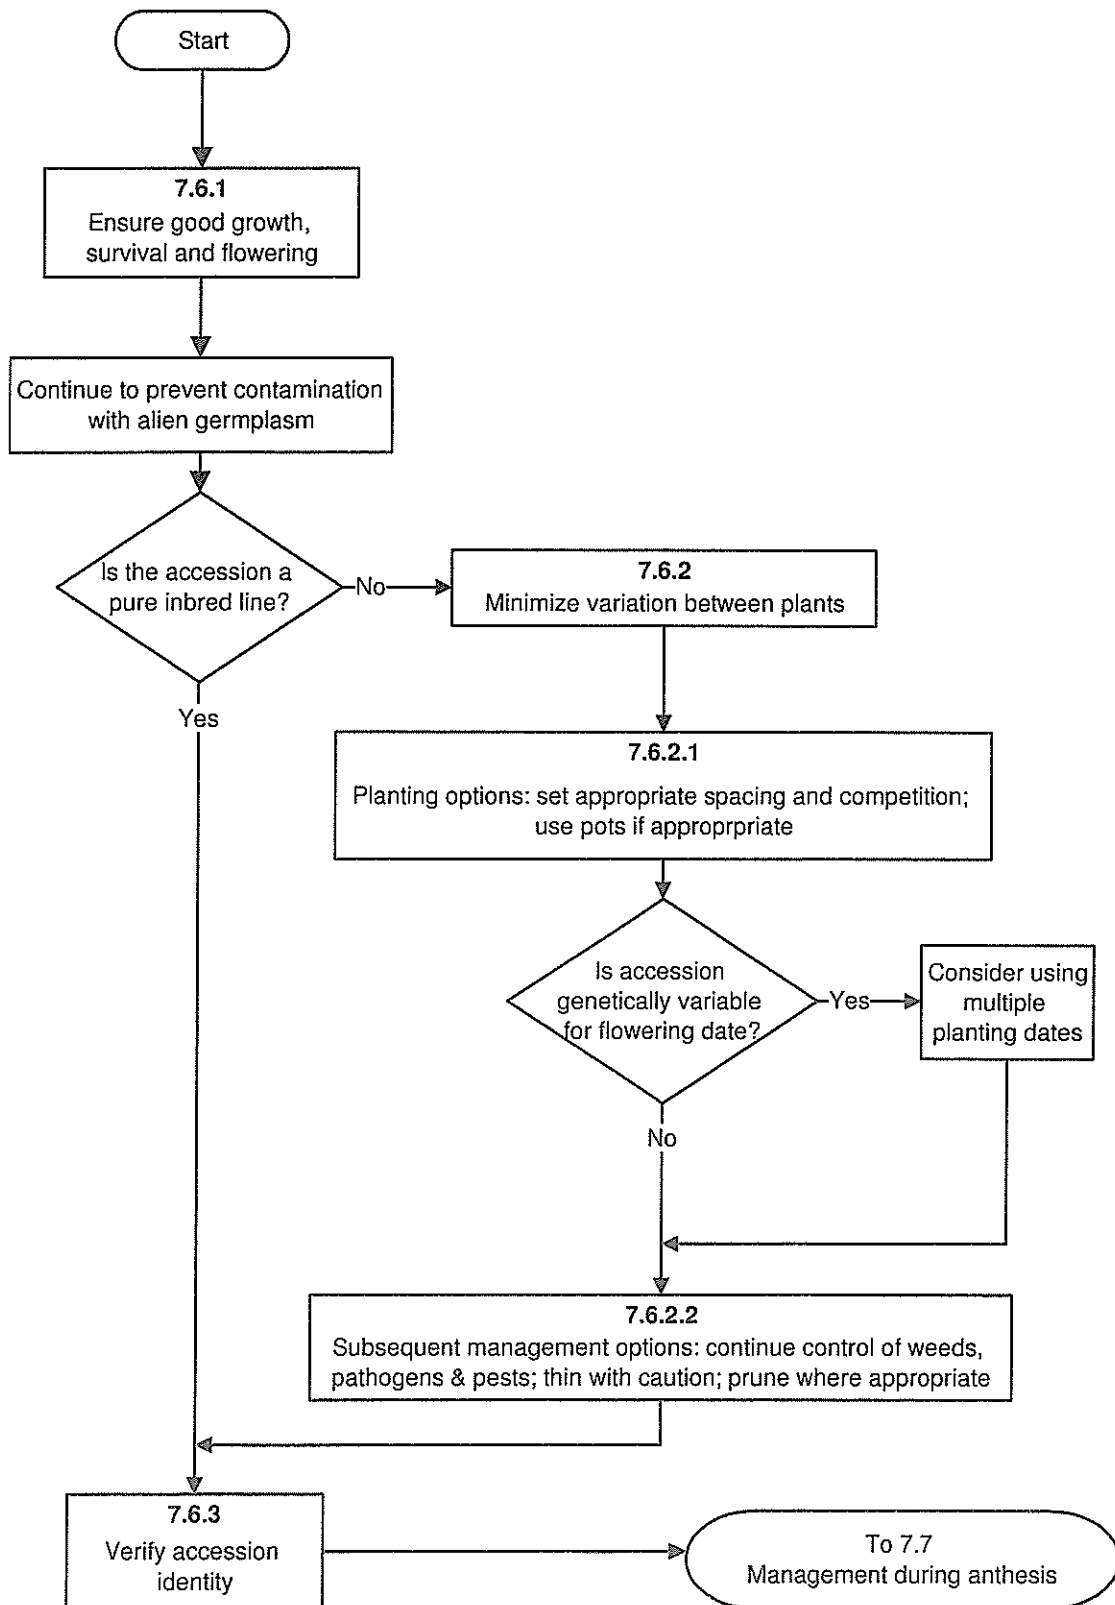 Start
7.6.1
Ensure good growth,
survival and flowering
Continue to prevent contamination
with alien germplasm
Is the accession a
pure inbred line?
No
7.6.2
Minimize variation between plants
Yes
7.6.2.1
Planting options: set appropriate spacing and competition;
use pots if approprpriate
Is accession
genetically variable
for flowering date?
Yes
Consider using
multiple
planting dates
No
7.6.2.2
Subsequent management options: continue control of weeds,
pathogens & pests; thin with caution; prune where appropriate
7.6.3
Verify accession
identity
To 7.7
Management during anthesis